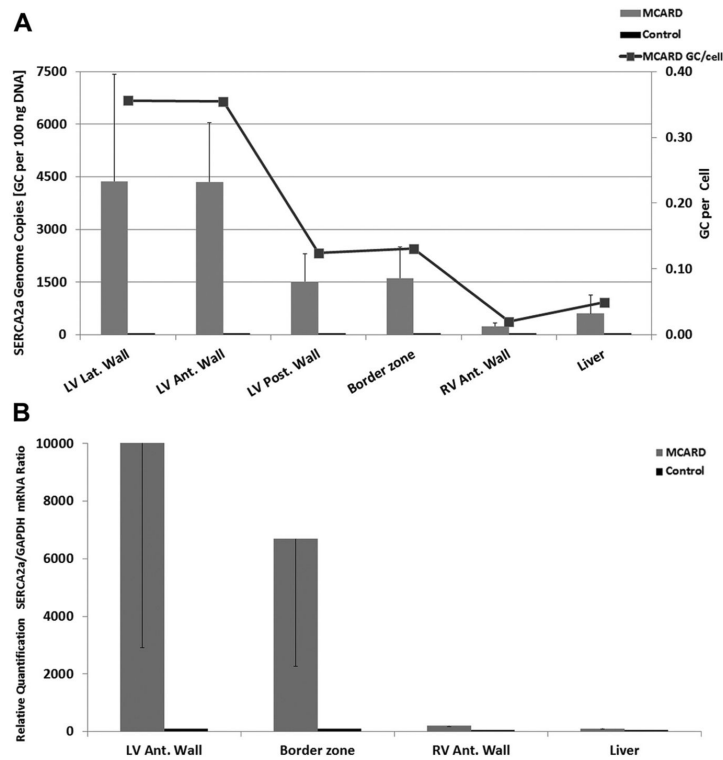 A
MCARD
Control
MCARD GC/cell
SERCA2a Genome Copies [GC per 100 ng DNA]
7500
6000
4500
3000
1500
0
0.40
0.30
0.20
0.10
0.00
GC per Cell
LV Lat. Wall
LV Ant. Wall
LV Post. Wall
Border zone
RV Ant. Wall
Liver
B
MCARD
Control
Relative Quantification SERCA2a/GAPDH mRNA Ratio
10000
8000
6000
4000
2000
0
LV Ant. Wall
Border zone
RV Ant. Wall
Liver